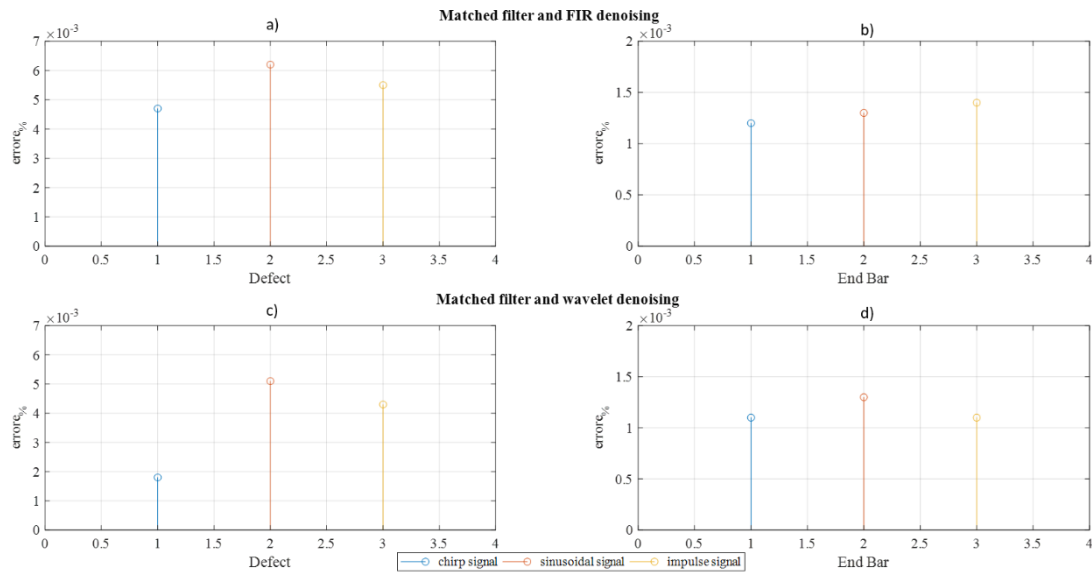 Matched filter and FIR denoising
a)
×10-3
7
6
5
4
3
2
1
0
errore%
0 0.5 1 1.5 2 2.5 3 3.5 4
Defect
b)
×10-3
2
1.5
1
0.5
0
errore%
0 0.5 1 1.5 2 2.5 3 3.5 4
End Bar
Matched filter and wavelet denoising
c)
×10-3
7
6
5
4
3
2
1
0
errore%
0 0.5 1 1.5 2 2.5 3 3.5 4
Defect
d)
×10-3
2
1.5
1
0.5
0
errore%
0 0.5 1 1.5 2 2.5 3 3.5 4
End Bar
chirp signal sinusoidal signal impulse signal